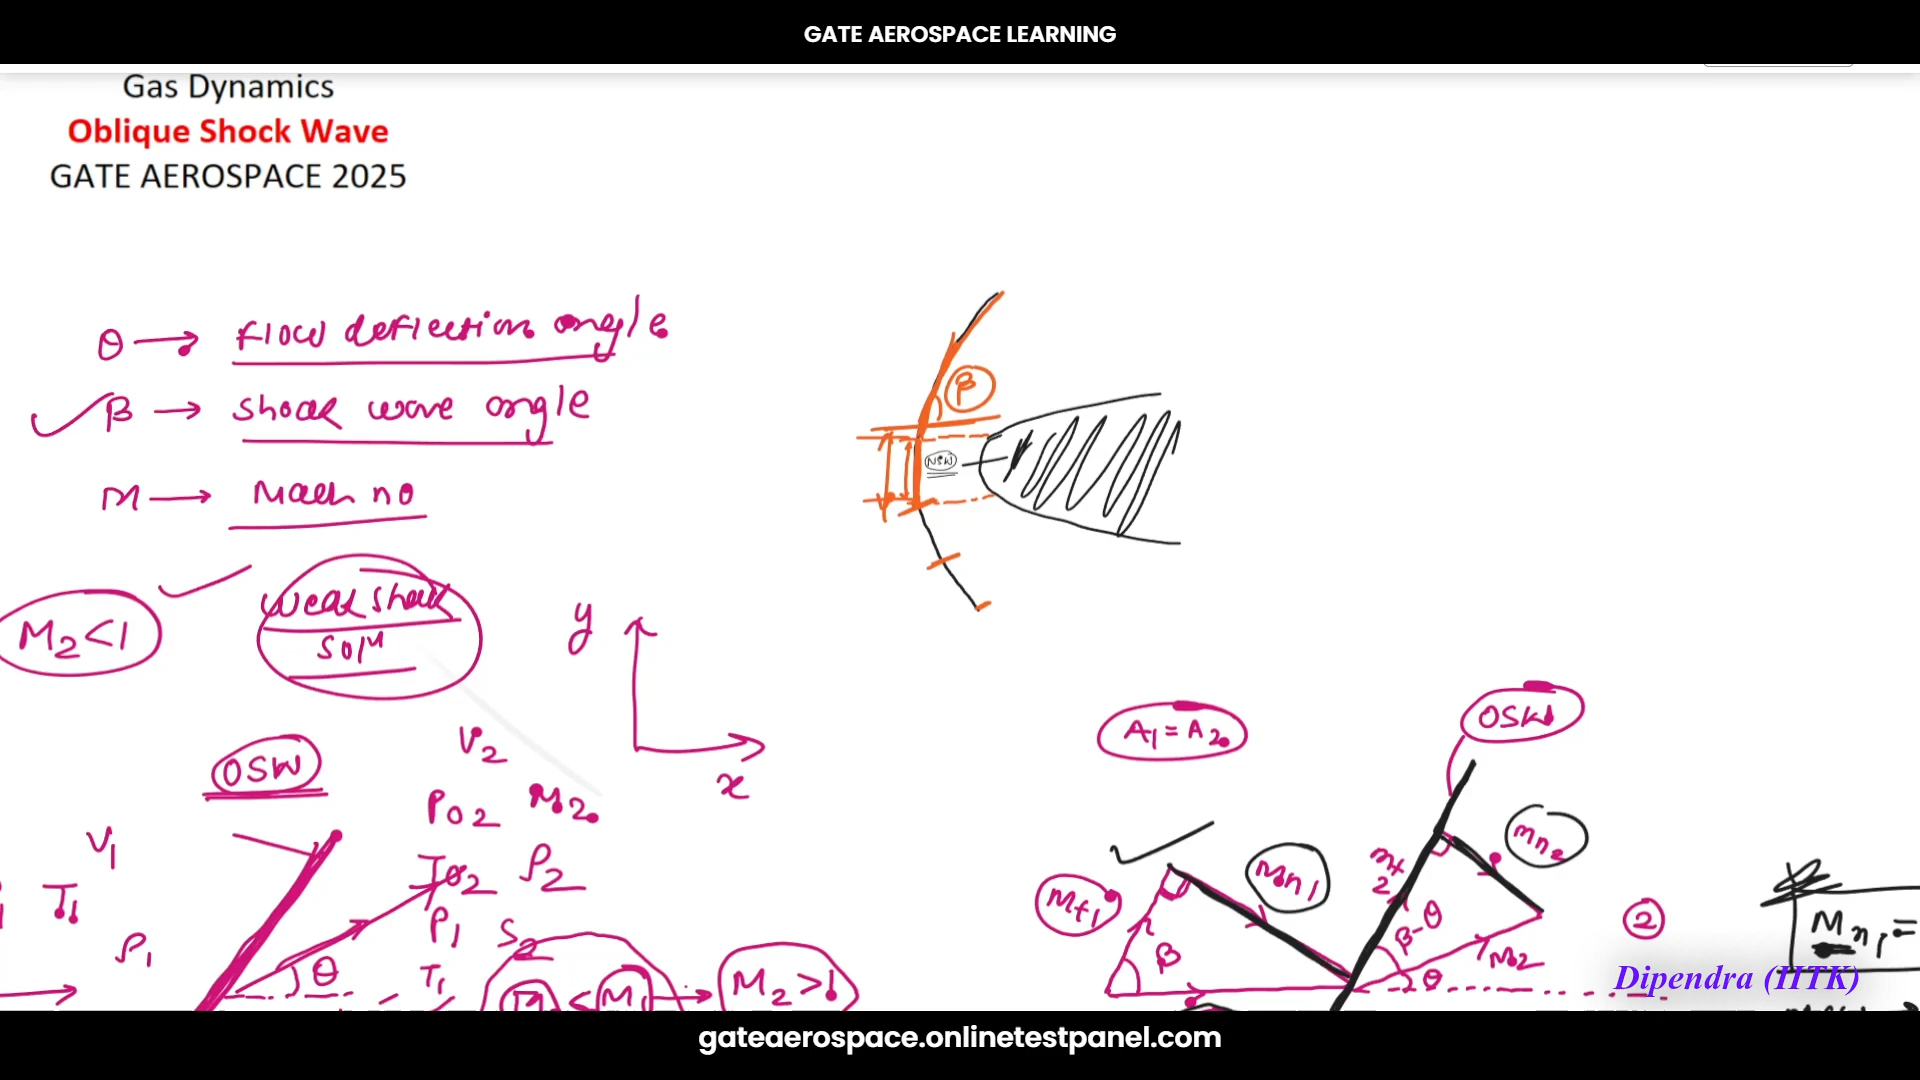 GATE AEROSPACE LEARNING
Gas Dynamics
Oblique Shock Wave
GATE AEROSPACE 2025
θ → flow deflection angle
β → shock wave angle
M → Mach no
β
NSW
M2<1
weak shock
soln
y
x
OSW
V1
T1
ρ1
V2
P02 M2
T02 ρ2
P1 S2
T1
θ
M2 >1
A1 = A2
OSW
Mn2
Mn1
Mt1
β
β-θ
M2
θ
2
Mn1 =
Dipendra (IITK)
gateaerospace.onlinetestpanel.com